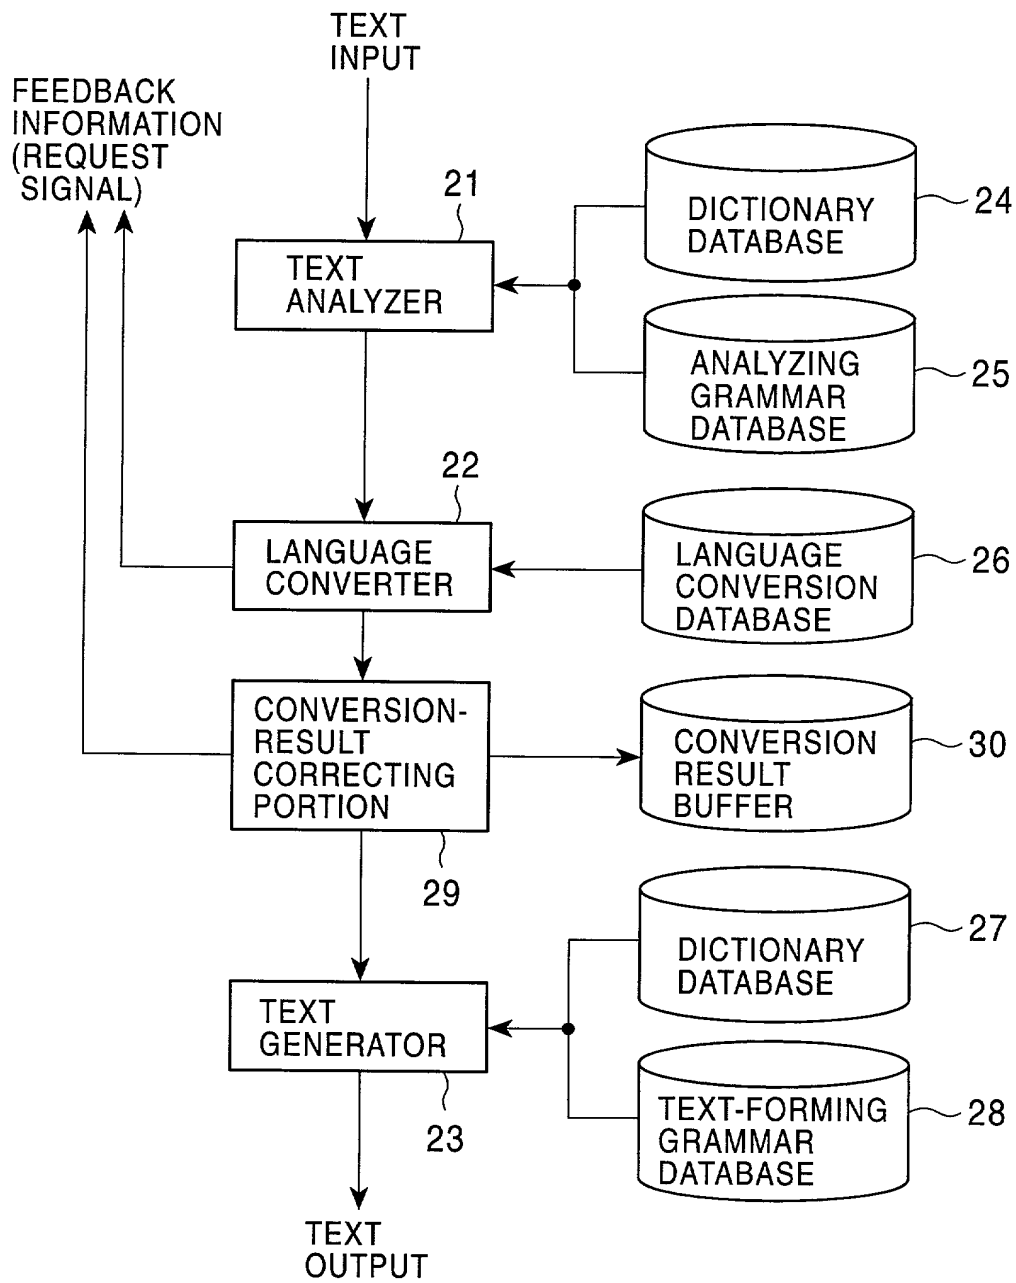 TEXT
INPUT
FEEDBACK
INFORMATION
(REQUEST
SIGNAL)
21
TEXT
ANALYZER
DICTIONARY
DATABASE
24
ANALYZING
GRAMMAR
DATABASE
25
22
LANGUAGE
CONVERTER
LANGUAGE
CONVERSION
DATABASE
26
CONVERSION-
RESULT
CORRECTING
PORTION
29
CONVERSION
RESULT
BUFFER
30
DICTIONARY
DATABASE
27
TEXT
GENERATOR
23
TEXT-FORMING
GRAMMAR
DATABASE
28
TEXT
OUTPUT